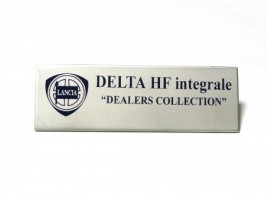 LANCIA
DELTA HF integrale
“DEALERS COLLECTION”